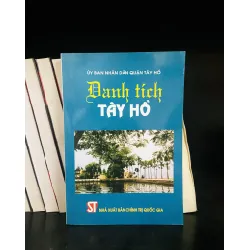 ỦY BAN NHÂN DÂN QUẬN TÂY HỒ
Danh tích
TÂY HỒ
ST NHÀ XUẤT BẢN CHÍNH TRỊ QUỐC GIA